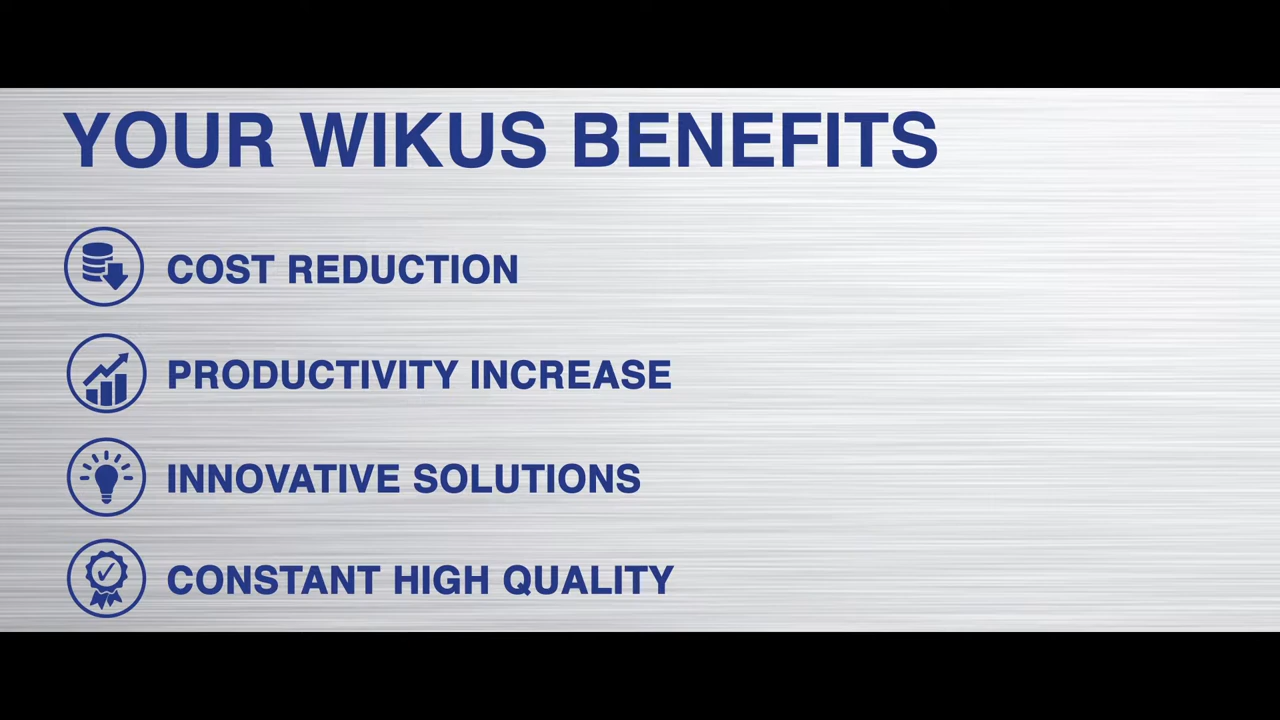 YOUR WIKUS BENEFITS
COST REDUCTION
PRODUCTIVITY INCREASE
INNOVATIVE SOLUTIONS
CONSTANT HIGH QUALITY